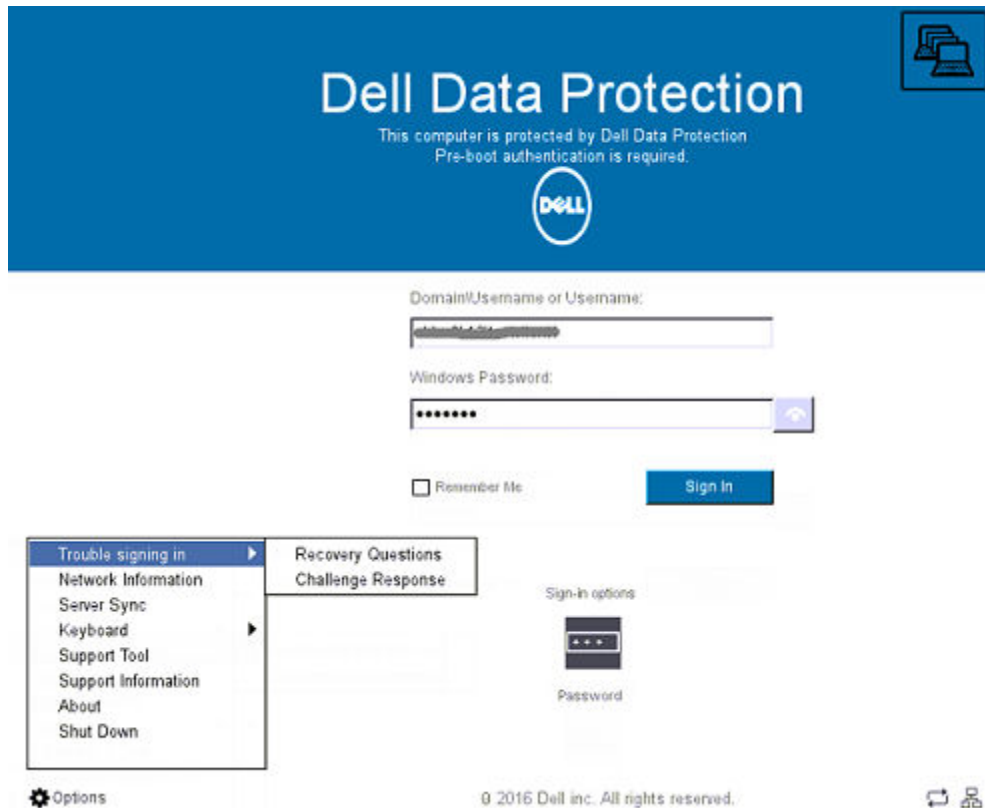 Dell Data Protection
This computer is protected by Dell Data Protection
Pre-boot authentication is required.
DELL
Domain\Username or Username:
Windows Password:
•••••••
Remember Me
Sign In
Trouble signing in
Network Information
Server Sync
Keyboard
Support Tool
Support Information
About
Shut Down
Recovery Questions
Challenge Response
Sign-in options
Password
Options
© 2016 Dell inc. All rights reserved.